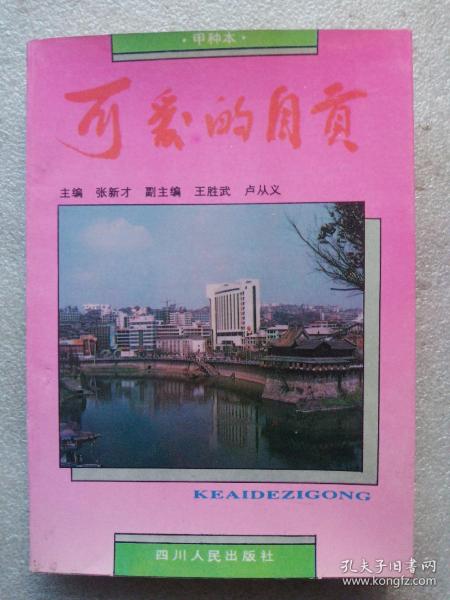 ·甲种本·
可爱的自贡
主编 张新才 副主编 王胜武 卢从义
KEAIDEZIGONG
四川人民出版社
孔夫子旧书网
www.kongfz.com